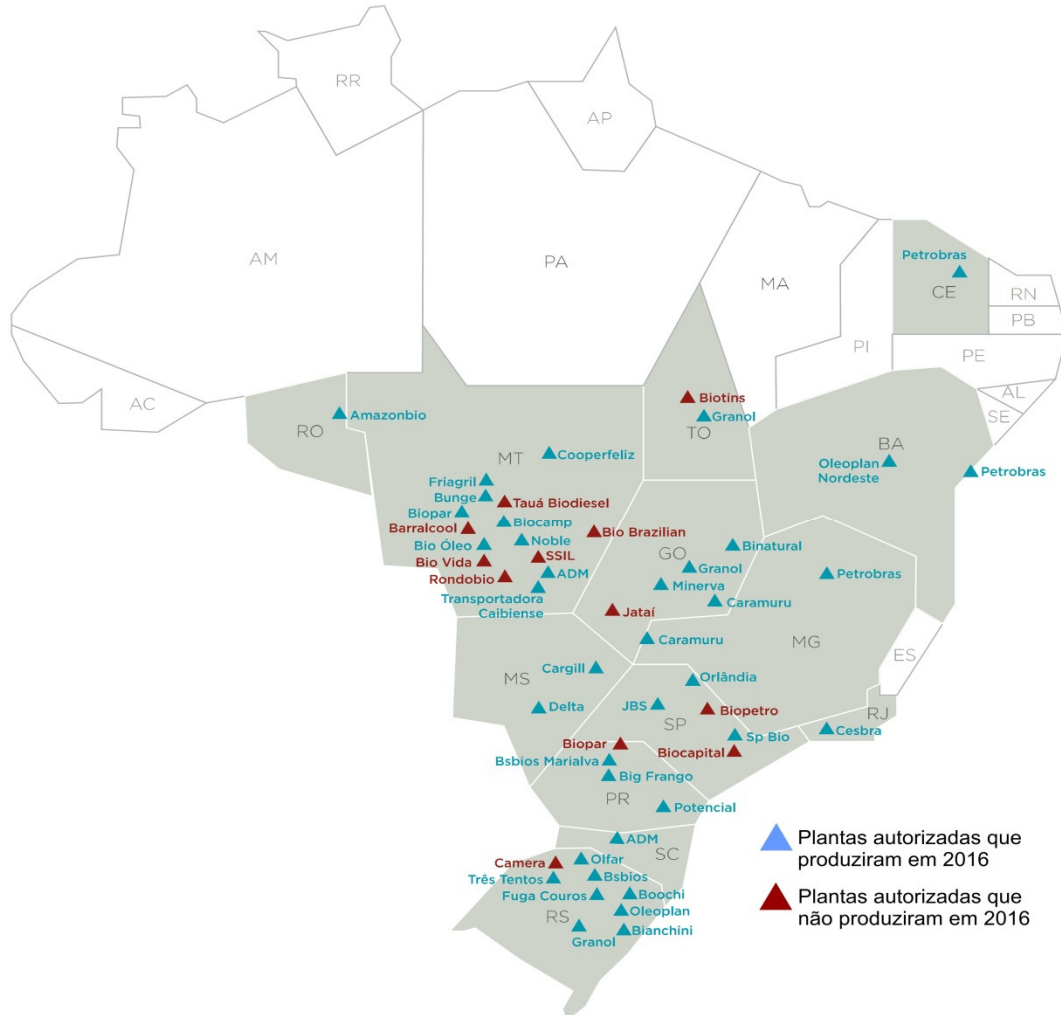 RR
AP
AM
PA
MA
Petrobras
CE
RN
PB
PI
PE
AL
SE
AC
RO
Amazonbio
Biotins
Granol
TO
MT
Cooperfeliz
BA
Oleoplan
Nordeste
Petrobras
Friagril
Bunge
Tauá Biodiesel
Biopar
Biocamp
Barralcool
Bio Brazilian
Noble
Bio Óleo
SSIL
Bio Vida
ADM
Rondobio
Transportadora
Caibiense
GO
Binatural
Granol
Minerva
Caramuru
Jataí
Petrobras
Caramuru
MG
ES
Cargill
MS
Orlândia
Delta
JBS
Biopetro
SP
RJ
Cesbra
Sp Bio
Biopar
Biocapital
Bsbios Marialva
Big Frango
PR
Potencial
ADM
SC
Camera
Olfar
Três Tentos
Bsbios
Fuga Couros
Boochi
RS
Oleoplan
Granol
Bianchini
Plantas autorizadas que
produziram em 2016
Plantas autorizadas que
não produziram em 2016